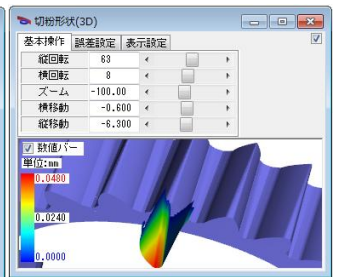 切粉形状(3D)
基本操作 誤差設定 表示設定
縦回転 63
横回転 8
ズーム -100.00
横移動 -0.600
縦移動 -6.300
数値バー
単位:mm
0.0480
0.0240
0.0000